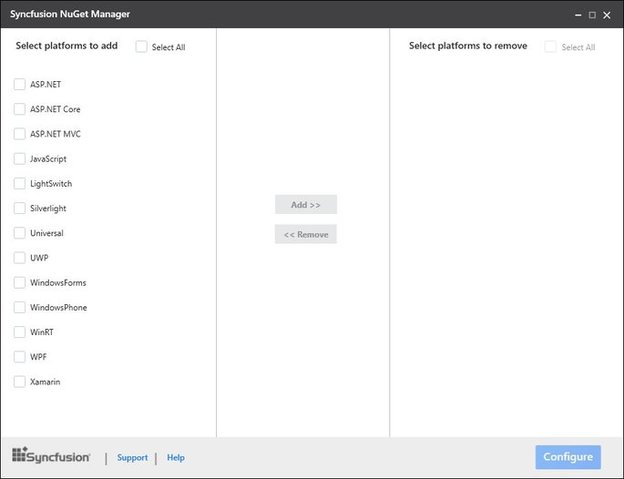 Syncfusion NuGet Manager
Select platforms to add
Select All
Select platforms to remove
Select All
ASP.NET
ASP.NET Core
ASP.NET MVC
JavaScript
LightSwitch
Silverlight
Universal
UWP
WindowsForms
WindowsPhone
WinRT
WPF
Xamarin
Add >>
<< Remove
Syncfusion | Support | Help
Configure